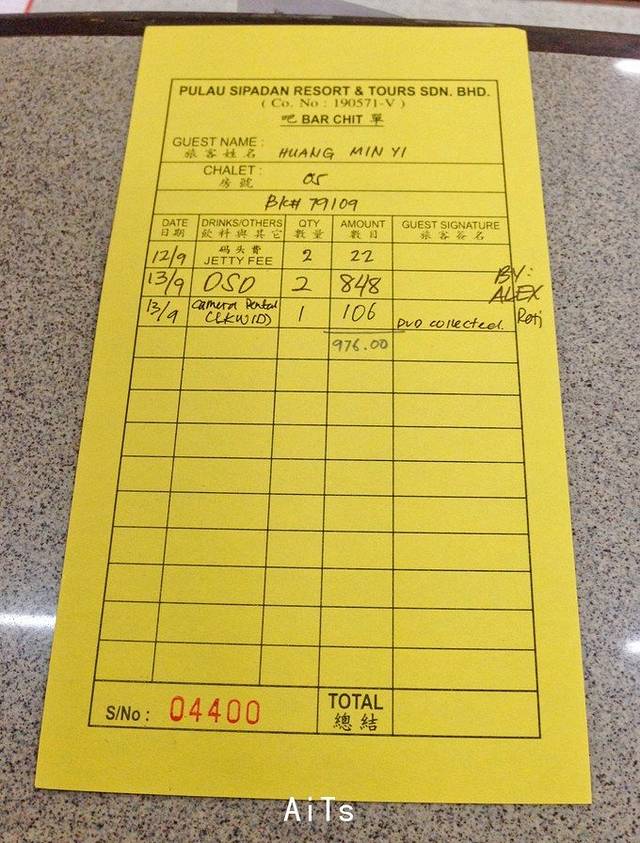 PULAU SIPADAN RESORT & TOURS SDN. BHD.
( Co. No : 190571-V )
吧 BAR CHIT 單
GUEST NAME :
旅客姓名 HUANG MIN YI
CHALET :
房號 05
BK# 79109
DATE DRINKS/OTHERS QTY AMOUNT GUEST SIGNATURE
日期 飲料與其它 數量 數目 旅客簽名
12/9 码头费 JETTY FEE 2 22
13/9 DSD 2 848 BY: ALEX
13/9 camera Rental (LKWID) 1 106 DVD collected.
976.00
S/No : 04400 TOTAL
總結
AiTs